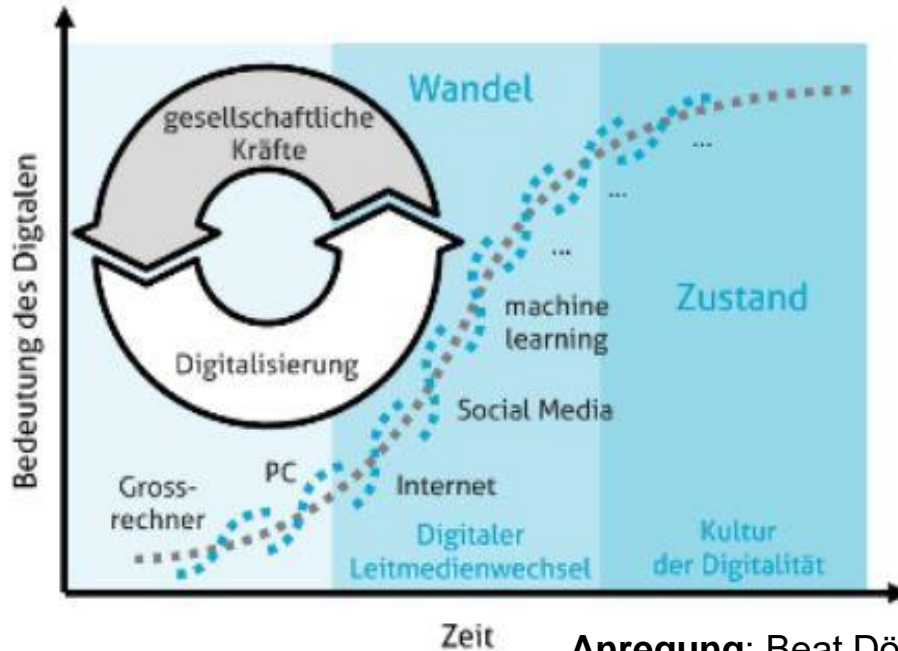 Bedeutung des Digtalen
gesellschaftliche
Kräfte
Digitalisierung
Wandel
Zustand
machine
learning
Social Media
Internet
PC
Gross-
rechner
Digitaler
Leitmedienwechsel
Kultur
der Digitalität
...
...
...
Zeit
Anregung: Beat Dö